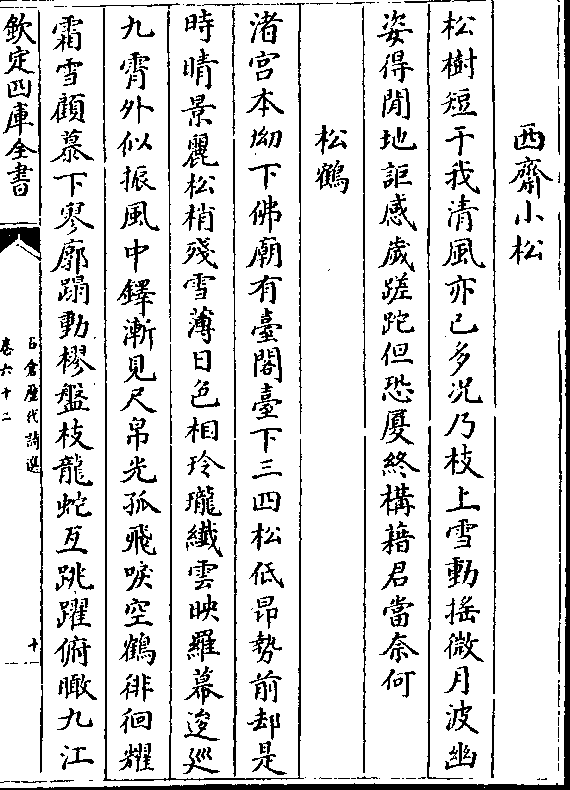 西齋小松
松樹短于我清風亦已多况乃枝上雪動搖微月波幽
姿得閒地詎感歲蹉跎但恐厦終構藉君當奈何
松鶴
渚宫本坳下佛廟有臺閣臺下三四松低昂勢前却是
時晴景麗松梢殘雪薄日色相玲瓏纖雲映羅幕逡巡
九霄外似振風中鐸漸見尺帛光孤飛唳空鶴徘徊耀
霜雪顧慕下寥廓蹋動樛盤枝龍蛇互跳躍俯瞰九江
欽定四庫全書
石倉歷代詩選
卷六十二
十